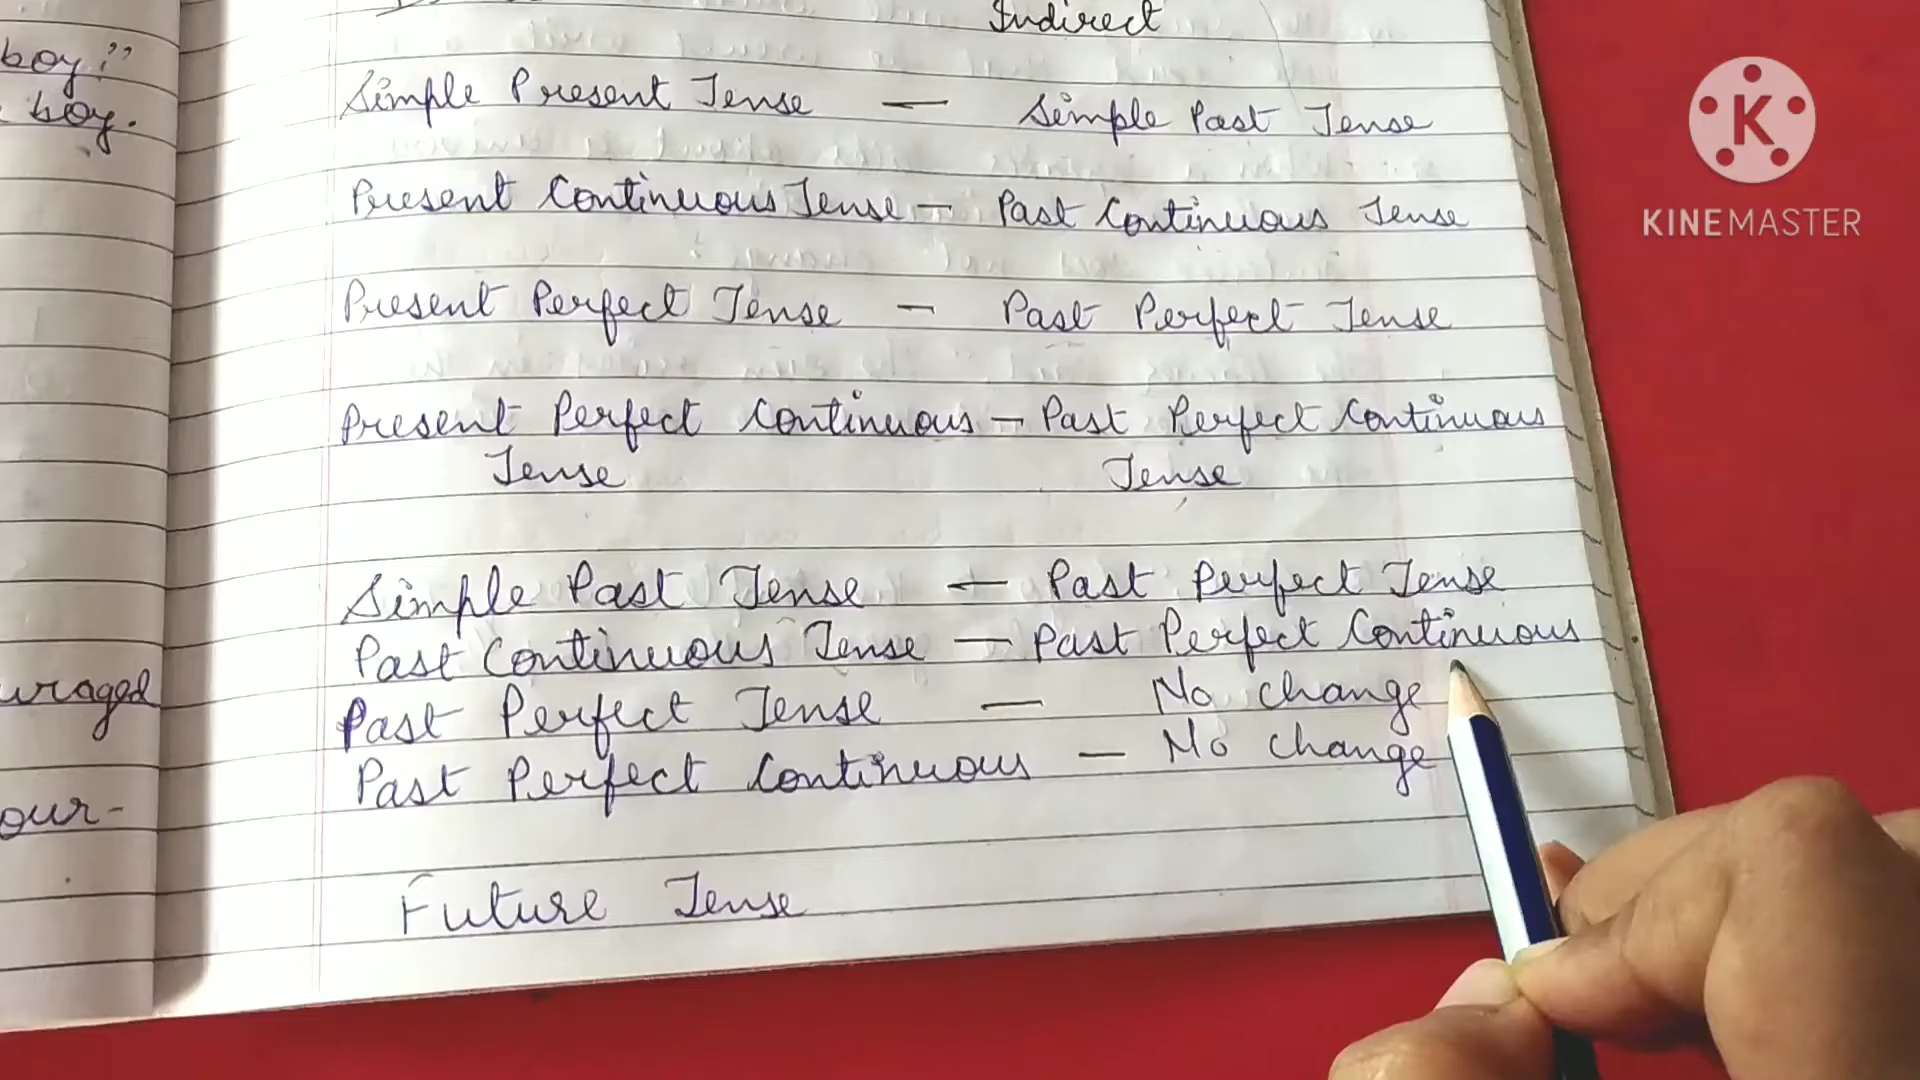 Indirect
boy."
boy.
Simple Present Tense — Simple Past Tense
Present Continuous Tense – Past Continuous Tense
Present Perfect Tense – Past Perfect Tense
Present Perfect Continuous – Past Perfect Continuous
Tense Tense
Simple Past Tense — Past Perfect Tense
Past Continuous Tense — Past Perfect Continuous
Past Perfect Tense — No change
Past Perfect Continuous — No change
uraged
our-
Future Tense
K
KINEMASTER